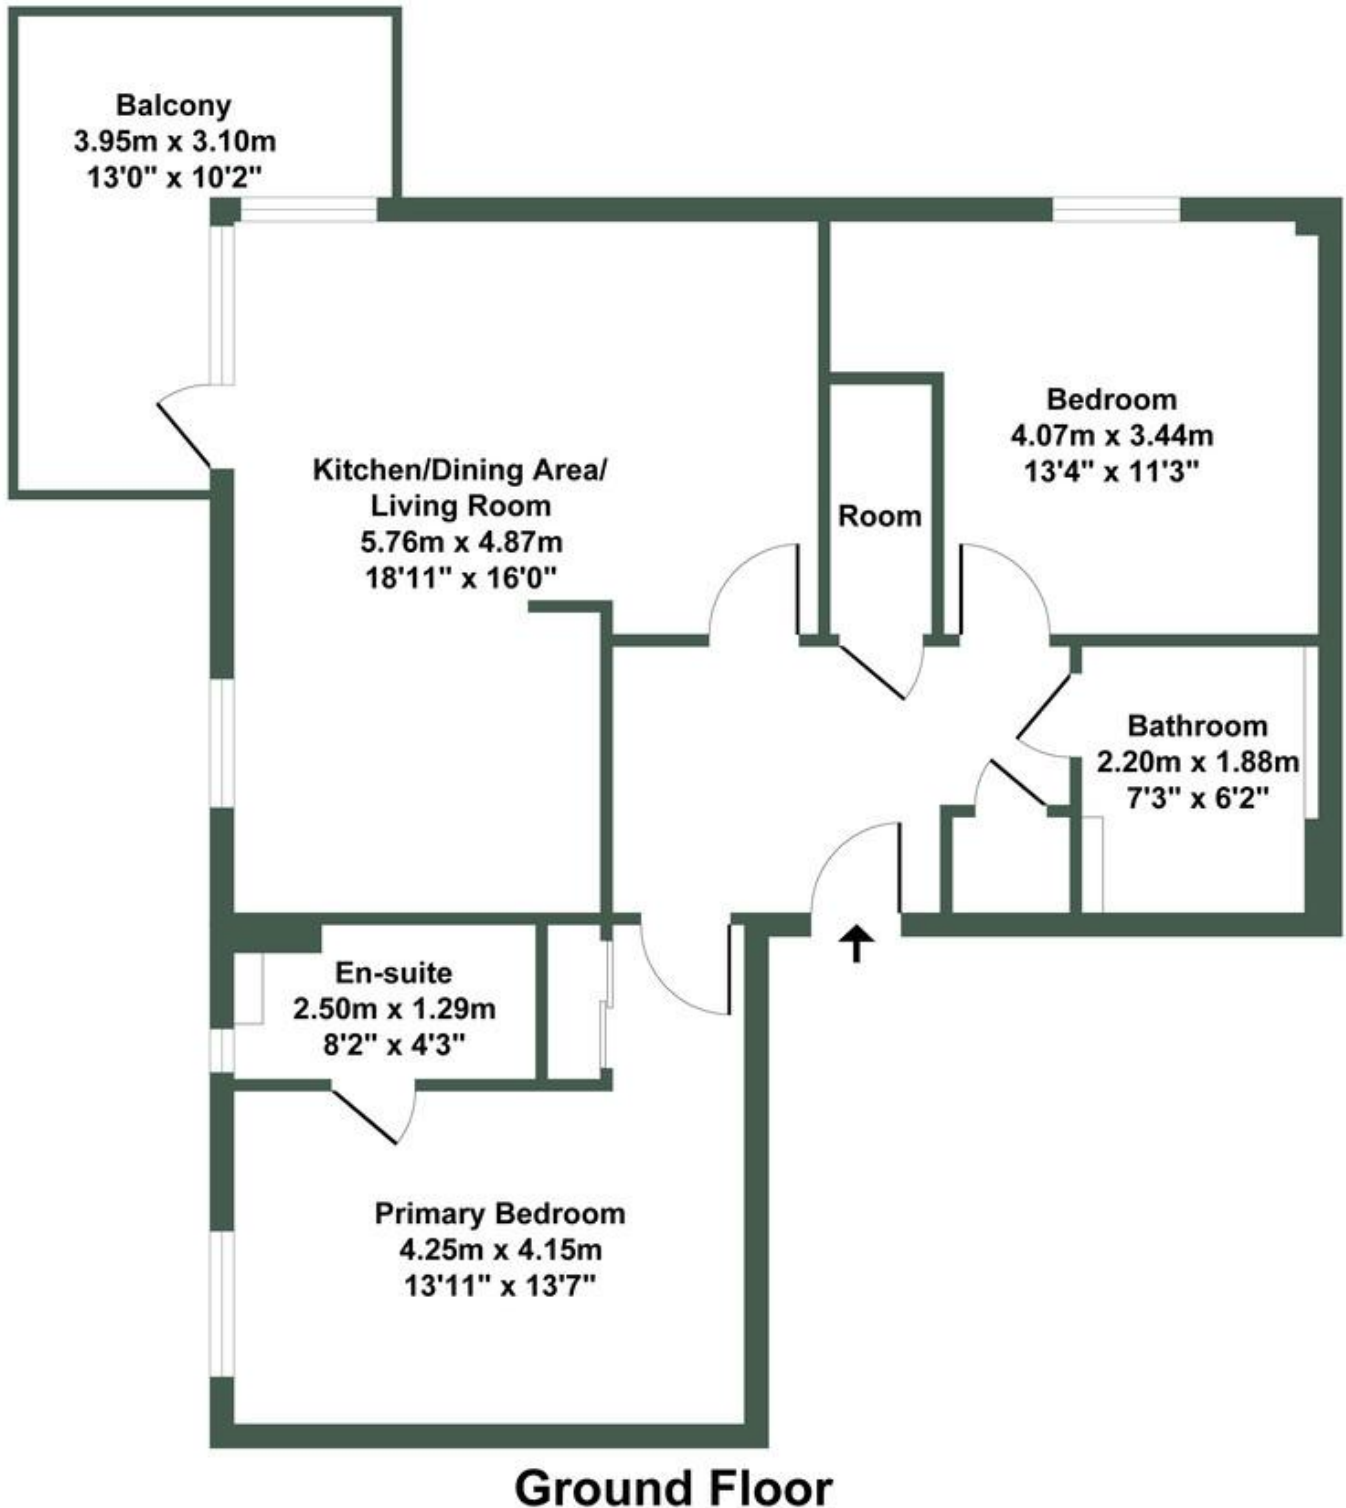 Balcony
3.95m x 3.10m
13'0" x 10'2"
Kitchen/Dining Area/
Living Room
5.76m x 4.87m
18'11" x 16'0"
Bedroom
4.07m x 3.44m
13'4" x 11'3"
Room
Bathroom
2.20m x 1.88m
7'3" x 6'2"
En-suite
2.50m x 1.29m
8'2" x 4'3"
Primary Bedroom
4.25m x 4.15m
13'11" x 13'7"
Ground Floor